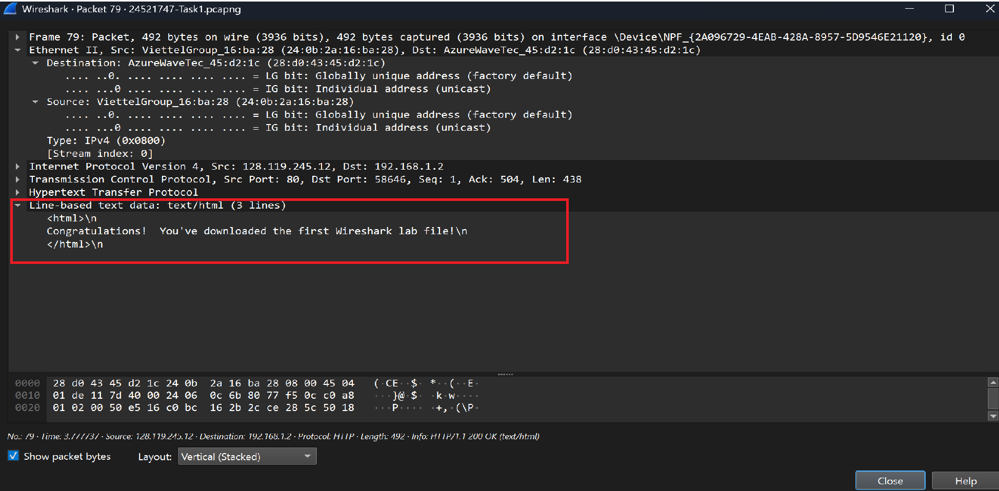 Wireshark · Packet 79 · 24521747-Task1.pcapng
Frame 79: Packet, 492 bytes on wire (3936 bits), 492 bytes captured (3936 bits) on interface \Device\NPF_{2A096729-4EAB-428A-8957-5D9546E21120}, id 0
Ethernet II, Src: ViettelGroup_16:ba:28 (24:0b:2a:16:ba:28), Dst: AzureWaveTec_45:d2:1c (28:d0:43:45:d2:1c)
Destination: AzureWaveTec_45:d2:1c (28:d0:43:45:d2:1c)
.... ..0. .... .... .... .... = LG bit: Globally unique address (factory default)
.... ...0 .... .... .... .... = IG bit: Individual address (unicast)
Source: ViettelGroup_16:ba:28 (24:0b:2a:16:ba:28)
.... ..0. .... .... .... .... = LG bit: Globally unique address (factory default)
.... ...0 .... .... .... .... = IG bit: Individual address (unicast)
Type: IPv4 (0x0800)
[Stream index: 0]
Internet Protocol Version 4, Src: 128.119.245.12, Dst: 192.168.1.2
Transmission Control Protocol, Src Port: 80, Dst Port: 58646, Seq: 1, Ack: 504, Len: 438
Hypertext Transfer Protocol
Line-based text data: text/html (3 lines)
<html>\n
Congratulations!  You've downloaded the first Wireshark lab file!\n
</html>\n
0000 28 d0 43 45 d2 1c 24 0b 2a 16 ba 28 08 00 45 04 (·CE··$· *··(··E·
0010 01 de 11 7d 40 00 24 06 0c 6b 80 77 f5 0c c0 a8 ···}@·$· ·k·w····
0020 01 02 00 50 e5 16 c0 bc 16 2b 2c ce 28 5c 50 18 ···P···· ·+,·(\P·
No.: 79 · Time: 3.777737 · Source: 128.119.245.12 · Destination: 192.168.1.2 · Protocol: HTTP · Length: 492 · Info: HTTP/1.1 200 OK (text/html)
Show packet bytes Layout: Vertical (Stacked)
Close Help